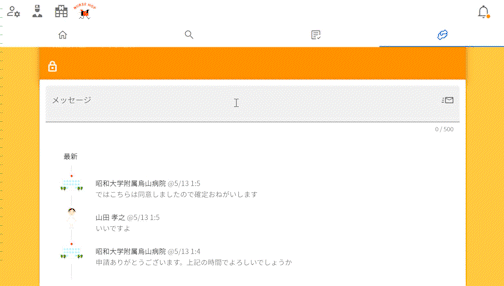 NURSE HOP
メッセージ
0 / 500
最新
昭和大学附属烏山病院 @5/13 1:5
ではこちらは同意しましたので確定おねがいします
山田 孝之 @5/13 1:5
いいですよ
昭和大学附属烏山病院 @5/13 1:4
申請ありがとうございます。上記の時間でよろしいでしょうか